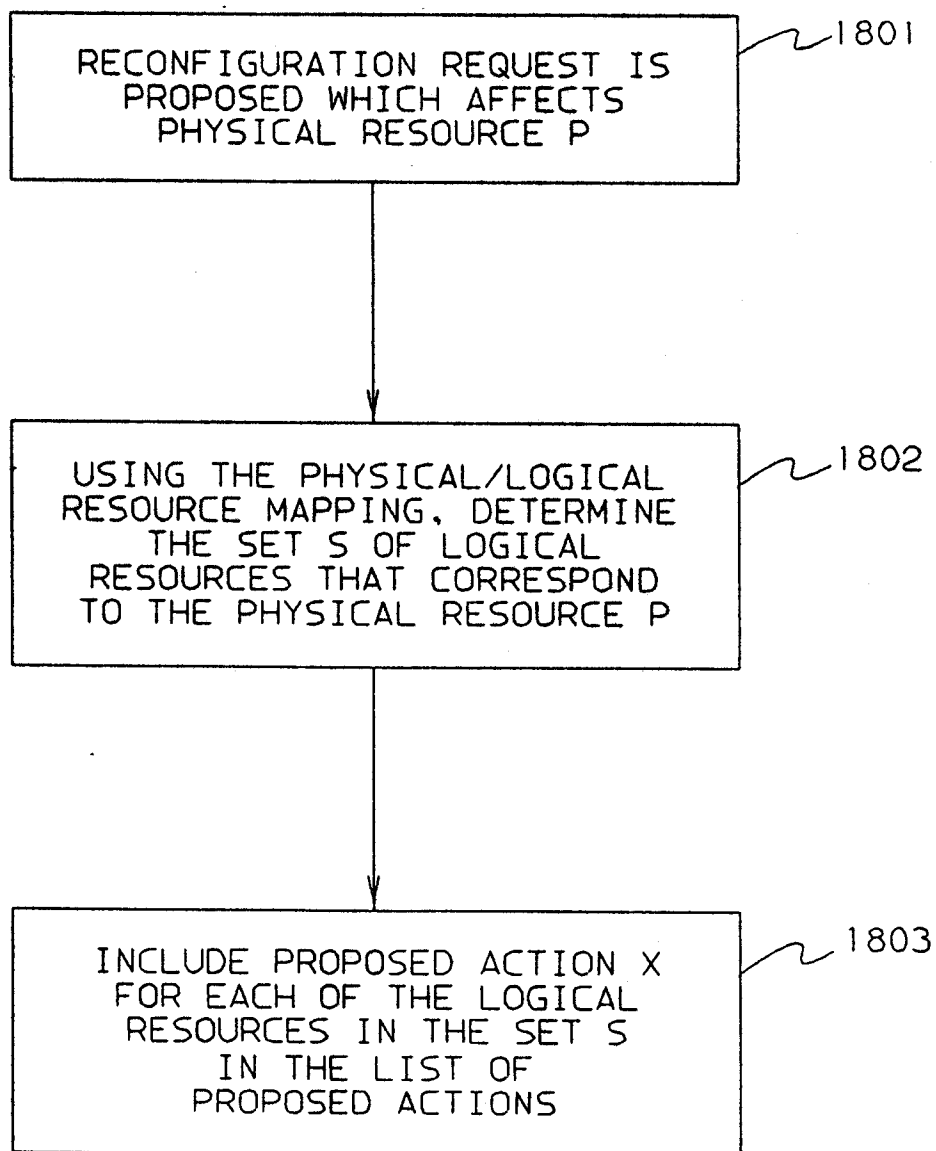 1801
RECONFIGURATION REQUEST IS
PROPOSED WHICH AFFECTS
PHYSICAL RESOURCE P
1802
USING THE PHYSICAL/LOGICAL
RESOURCE MAPPING, DETERMINE
THE SET S OF LOGICAL
RESOURCES THAT CORRESPOND
TO THE PHYSICAL RESOURCE P
1803
INCLUDE PROPOSED ACTION X
FOR EACH OF THE LOGICAL
RESOURCES IN THE SET S
IN THE LIST OF
PROPOSED ACTIONS